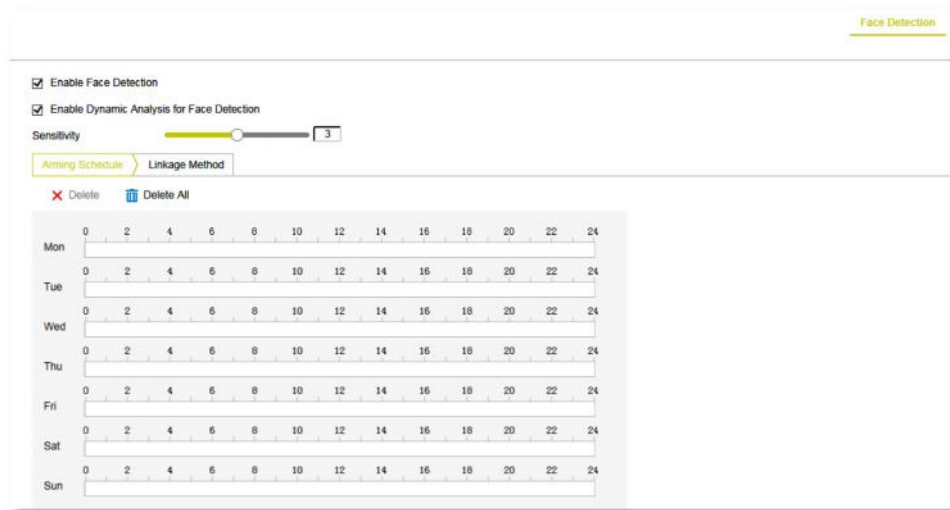 Face Detection
Enable Face Detection
Enable Dynamic Analysis for Face Detection
Sensitivity 3
Arming Schedule Linkage Method
Delete Delete All
0 2 4 6 8 10 12 14 16 18 20 22 24
Mon
0 2 4 6 8 10 12 14 16 18 20 22 24
Tue
0 2 4 6 8 10 12 14 16 18 20 22 24
Wed
0 2 4 6 8 10 12 14 16 18 20 22 24
Thu
0 2 4 6 8 10 12 14 16 18 20 22 24
Fri
0 2 4 6 8 10 12 14 16 18 20 22 24
Sat
0 2 4 6 8 10 12 14 16 18 20 22 24
Sun